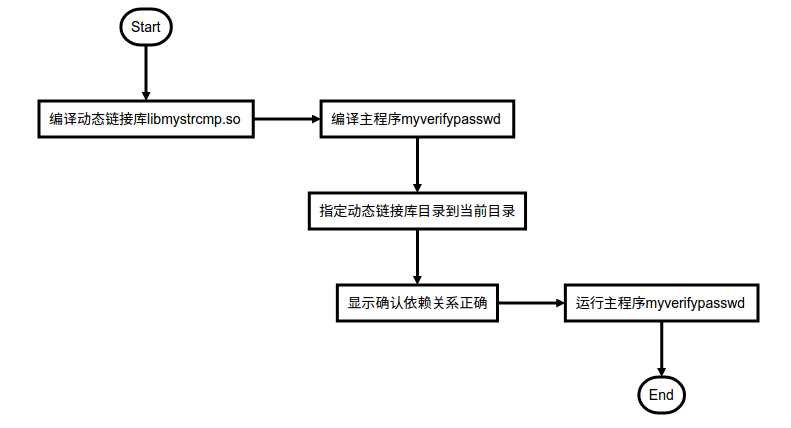 Start
编译动态链接库libmystrcmp.so
编译主程序myverifypasswd
指定动态链接库目录到当前目录
显示确认依赖关系正确
运行主程序myverifypasswd
End